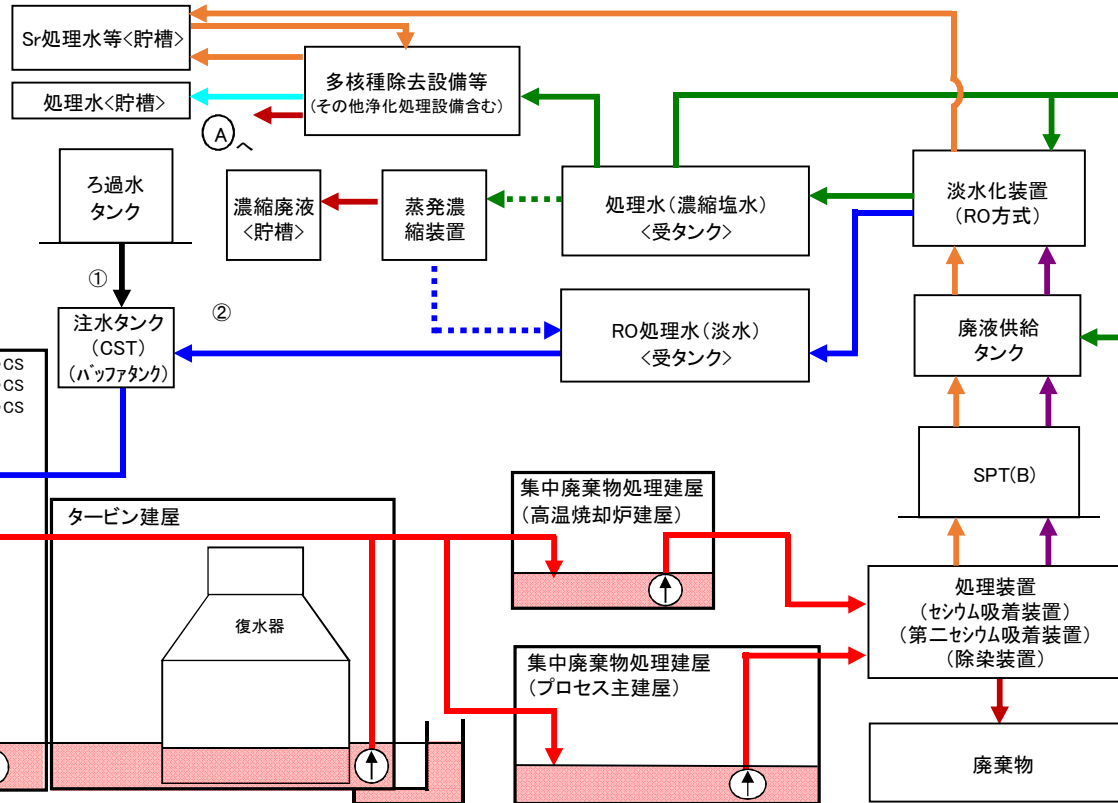 Sr処理水等<貯槽>
処理水<貯槽>
多核種除去設備等
(その他浄化処理設備含む)
Aへ
ろ過水
タンク
濃縮廃液
<貯槽>
蒸発濃
縮装置
処理水(濃縮塩水)
<受タンク>
淡水化装置
(RO方式)
①
②
注水タンク
(CST)
(バッファタンク)
RO処理水(淡水)
<受タンク>
廃液供給
タンク
CS
CS
CS
SPT(B)
タービン建屋
復水器
集中廃棄物処理建屋
(高温焼却炉建屋)
集中廃棄物処理建屋
(プロセス主建屋)
処理装置
(セシウム吸着装置)
(第二セシウム吸着装置)
(除染装置)
廃棄物